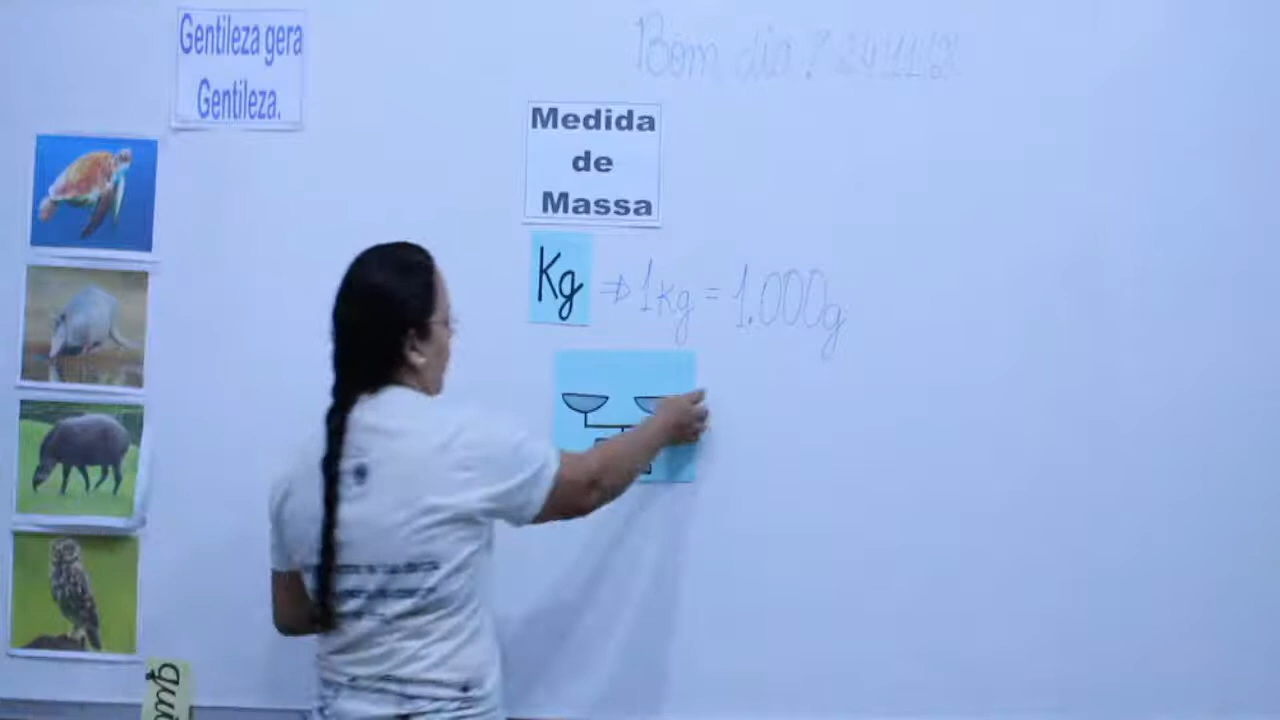 Gentileza gera
Gentileza.
Bom dia!
Medida
de
Massa
Kg ⇒ 1kg = 1.000g